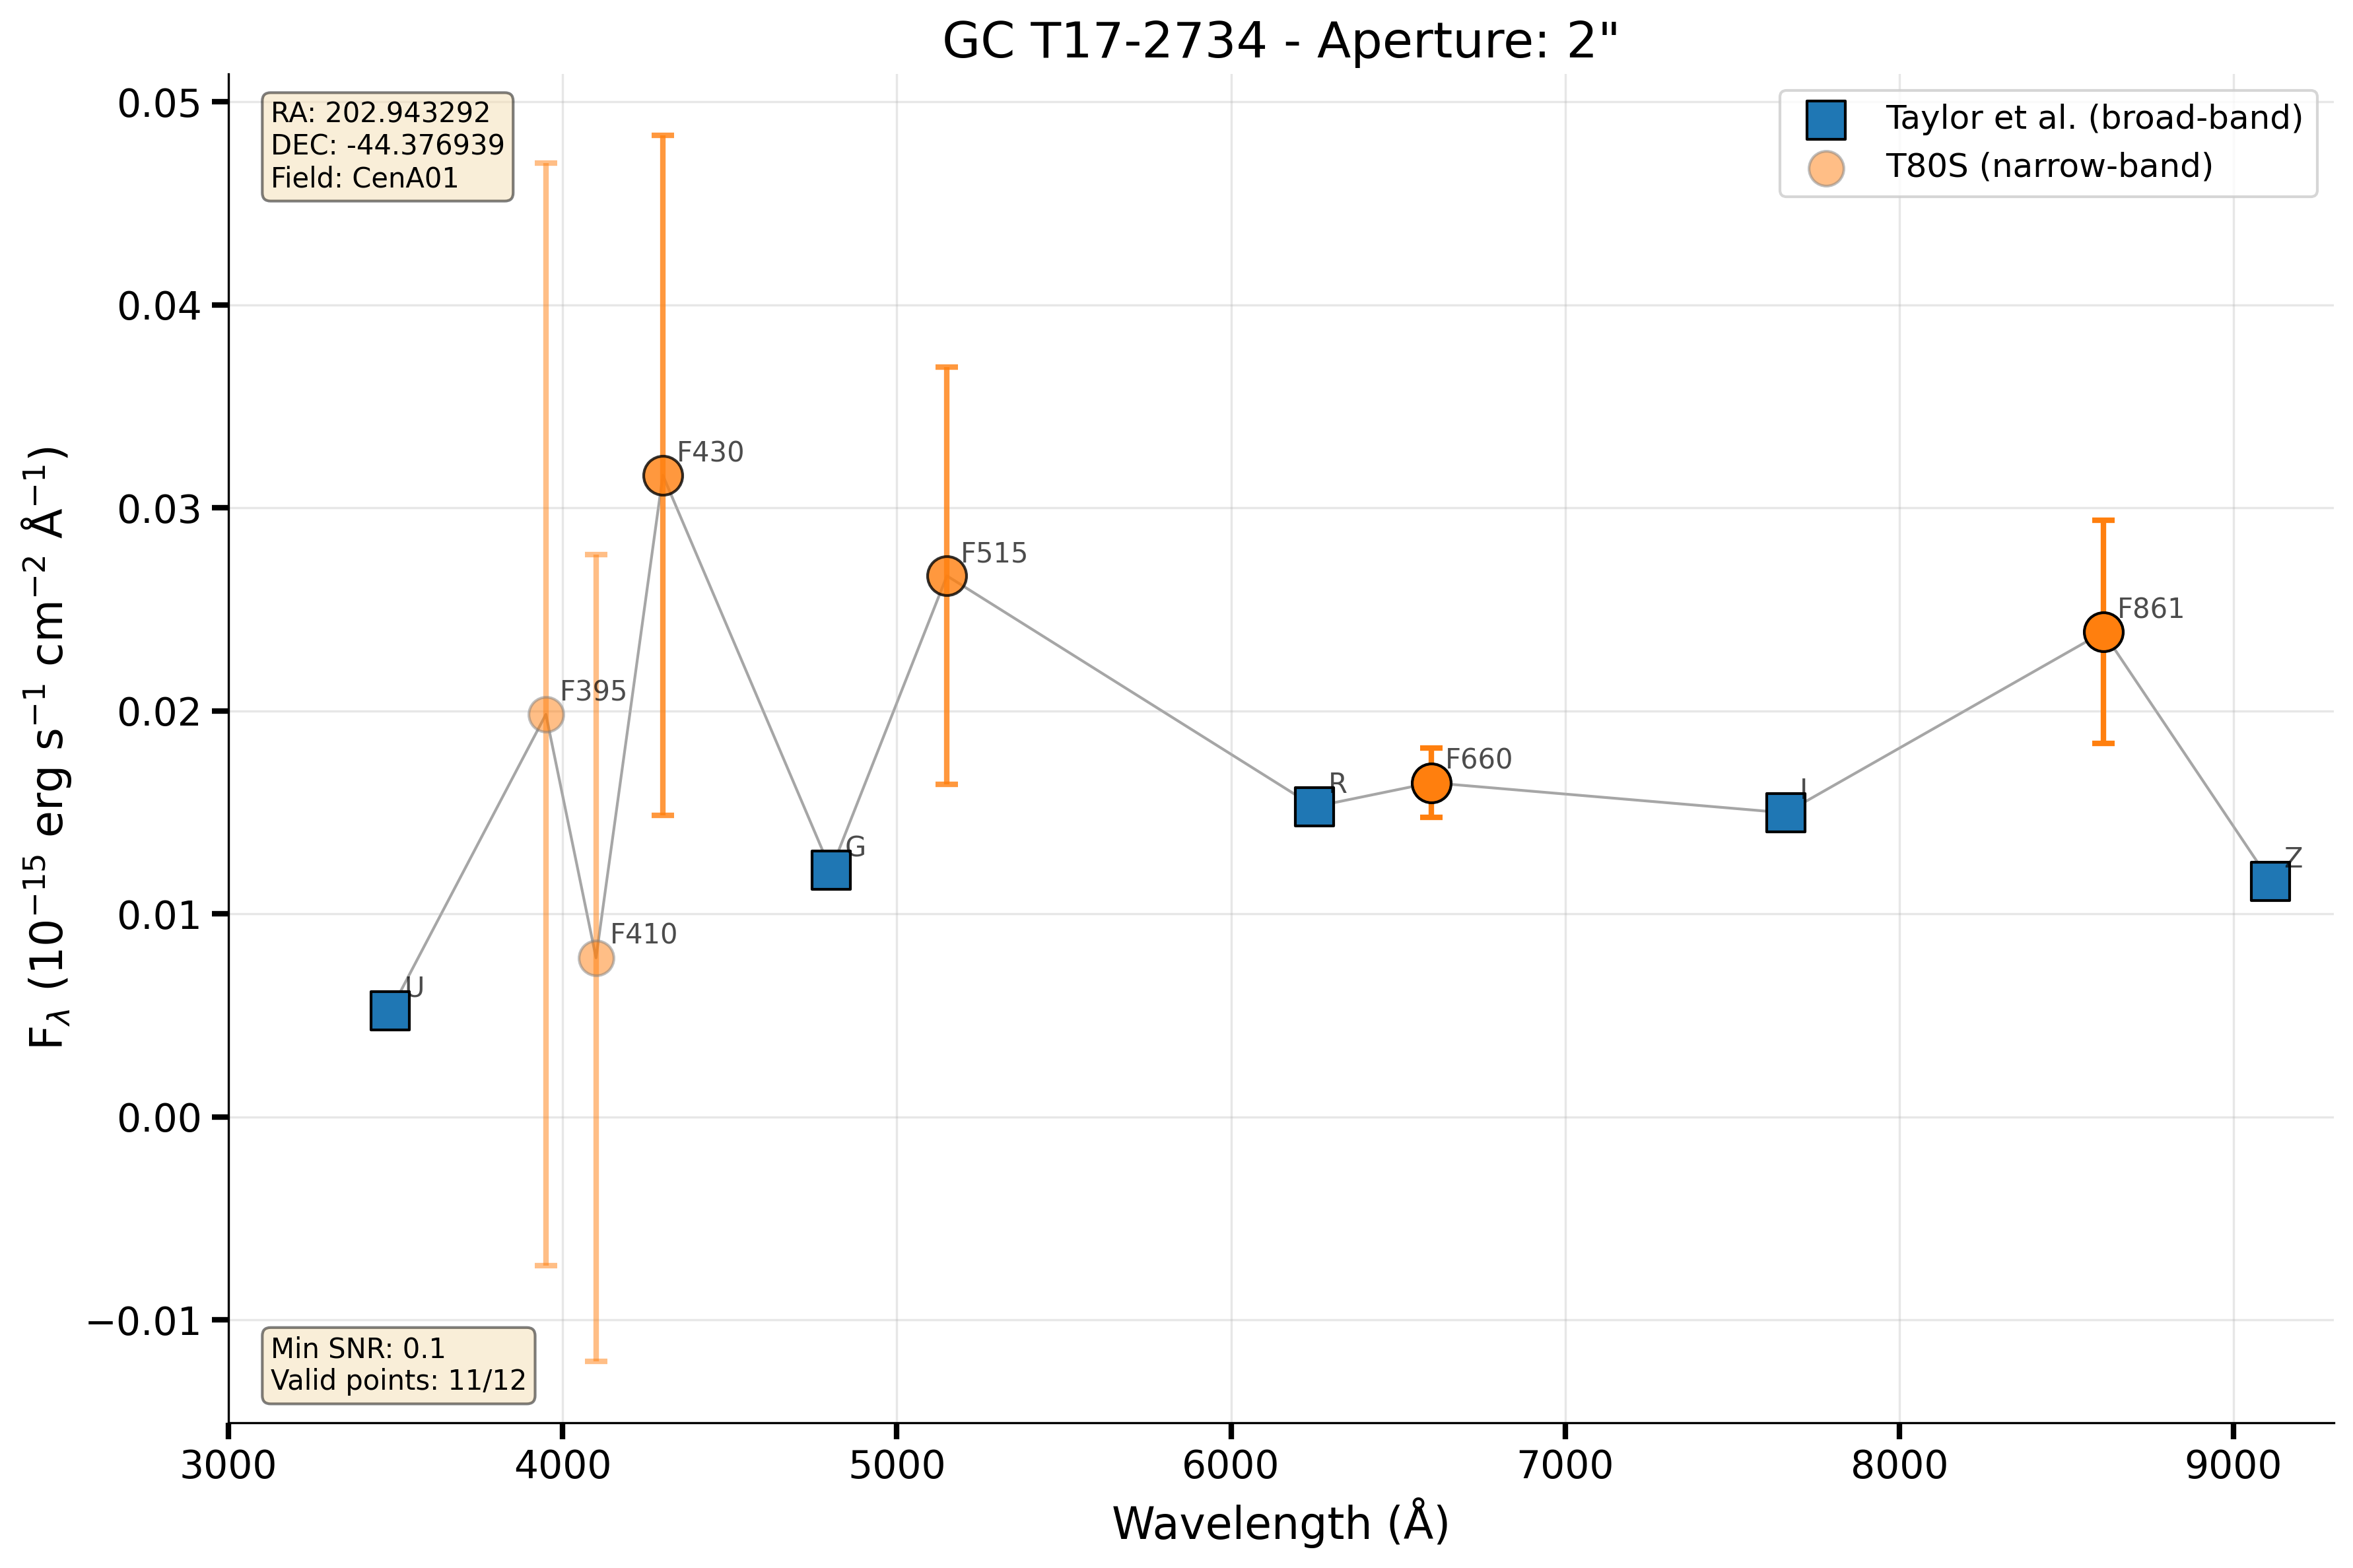 GC T17-2734 - Aperture: 2"
RA: 202.943292
DEC: -44.376939
Field: CenA01
Taylor et al. (broad-band)
T80S (narrow-band)
F$_{\lambda}$ (10$^{-15}$ erg s$^{-1}$ cm$^{-2}$ Å$^{-1}$)
0.05
0.04
0.03
0.02
0.01
0.00
−0.01
U
F395
F410
F430
G
F515
R
F660
I
F861
Z
Min SNR: 0.1
Valid points: 11/12
3000 4000 5000 6000 7000 8000 9000
Wavelength (Å)